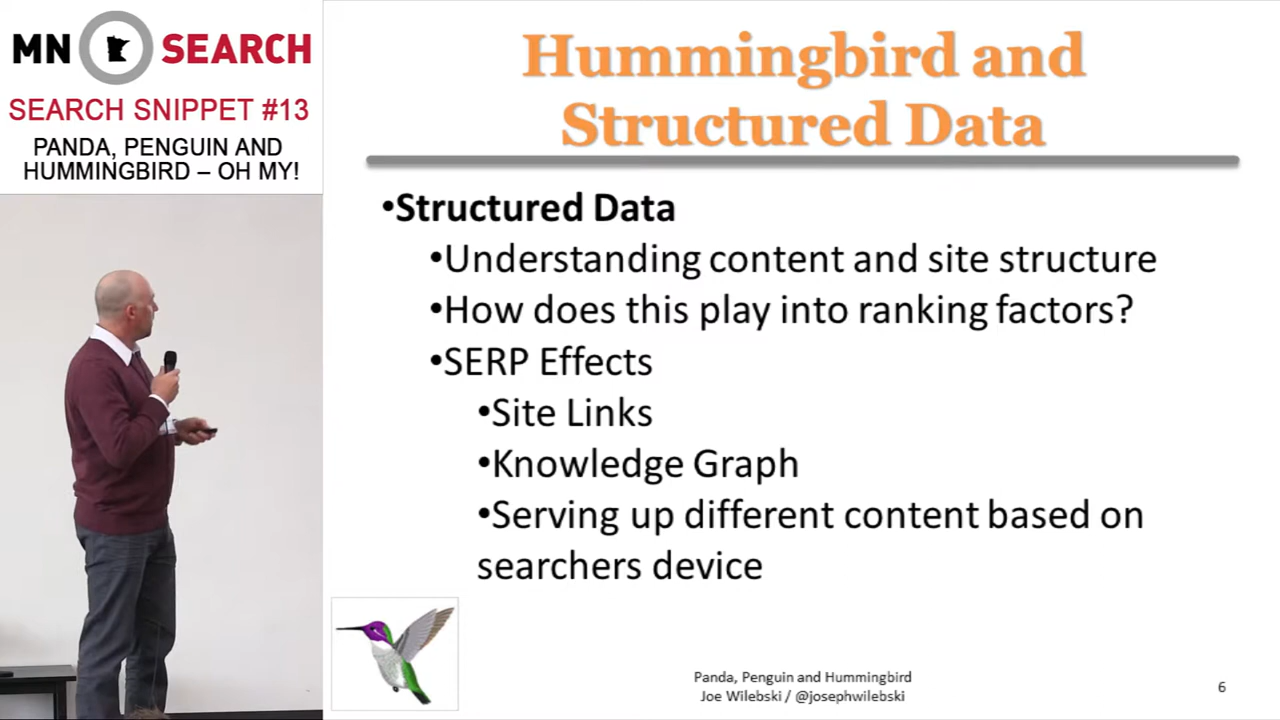 MN SEARCH
SEARCH SNIPPET #13
PANDA, PENGUIN AND
HUMMINGBIRD – OH MY!
Hummingbird and
Structured Data
•Structured Data
•Understanding content and site structure
•How does this play into ranking factors?
•SERP Effects
•Site Links
•Knowledge Graph
•Serving up different content based on
searchers device
Panda, Penguin and Hummingbird
Joe Wilebski / @josephwilebski
6